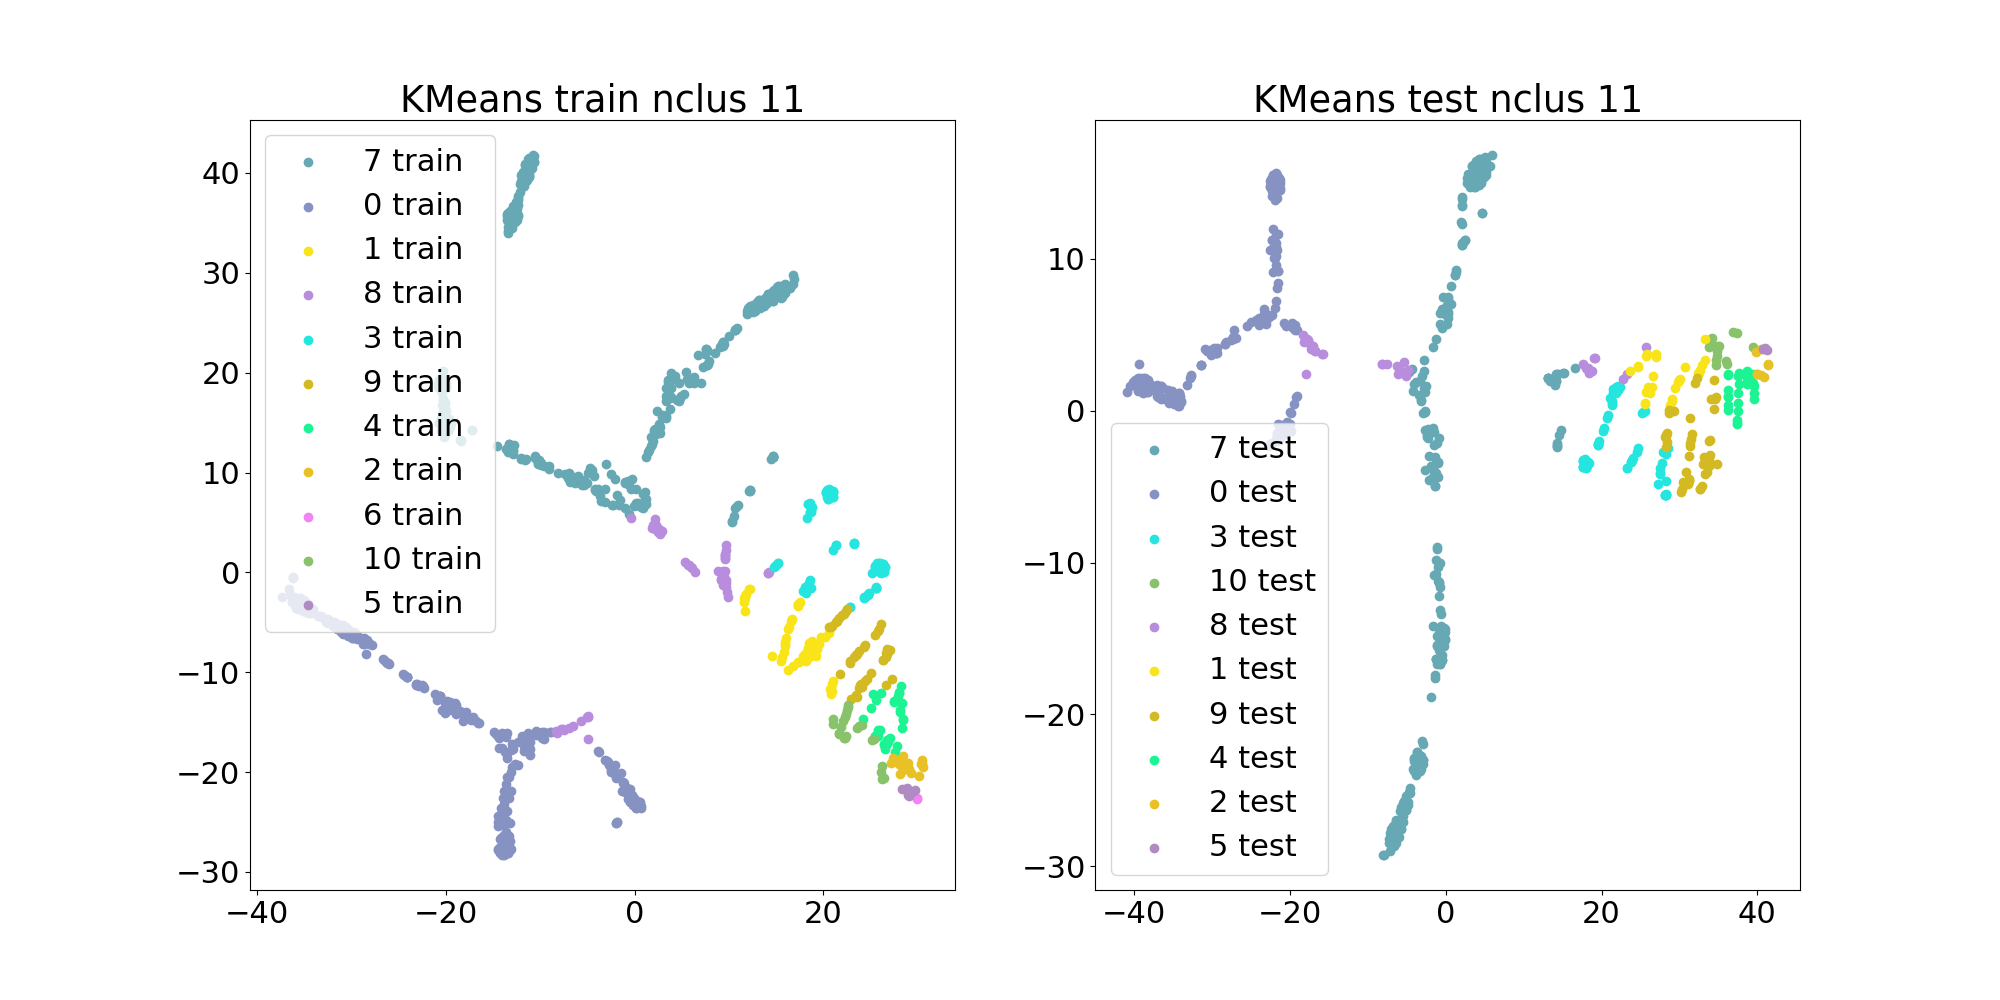 KMeans train nclus 11
40
30
20
10
0
−10
−20
−30
−40
−20
0
20
7 train
0 train
1 train
8 train
3 train
9 train
4 train
2 train
6 train
10 train
5 train
KMeans test nclus 11
10
0
−10
−20
−30
−40
−20
0
20
40
7 test
0 test
3 test
10 test
8 test
1 test
9 test
4 test
2 test
5 test